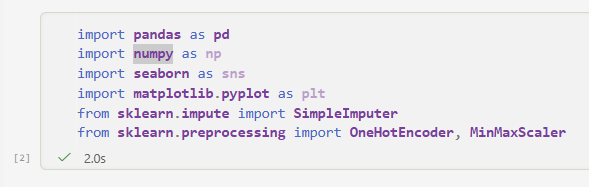 import pandas as pd
import numpy as np
import seaborn as sns
import matplotlib.pyplot as plt
from sklearn.impute import SimpleImputer
from sklearn.preprocessing import OneHotEncoder, MinMaxScaler
[2] ✓ 2.0s